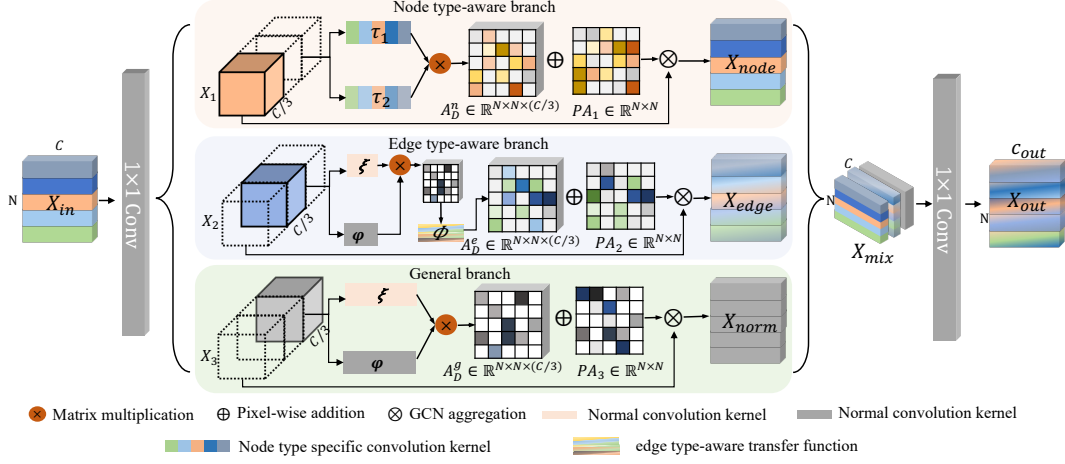 Node type-aware branch
X₁
C/3
τ₁
τ₂
A_D^n ∈ ℝ^{N×N×(C/3)}
PA₁ ∈ ℝ^{N×N}
X_node
C
N
X_in
1×1 Conv
Edge type-aware branch
X₂
C/3
ξ
φ
Φ
A_D^e ∈ ℝ^{N×N×(C/3)}
PA₂ ∈ ℝ^{N×N}
X_edge
General branch
X₃
C/3
ξ
φ
A_D^g ∈ ℝ^{N×N×(C/3)}
PA₃ ∈ ℝ^{N×N}
X_norm
C
N
X_mix
1×1 Conv
c_out
N
X_out
Matrix multiplication
Pixel-wise addition
GCN aggregation
Normal convolution kernel
Normal convolution kernel
Node type specific convolution kernel
edge type-aware transfer function